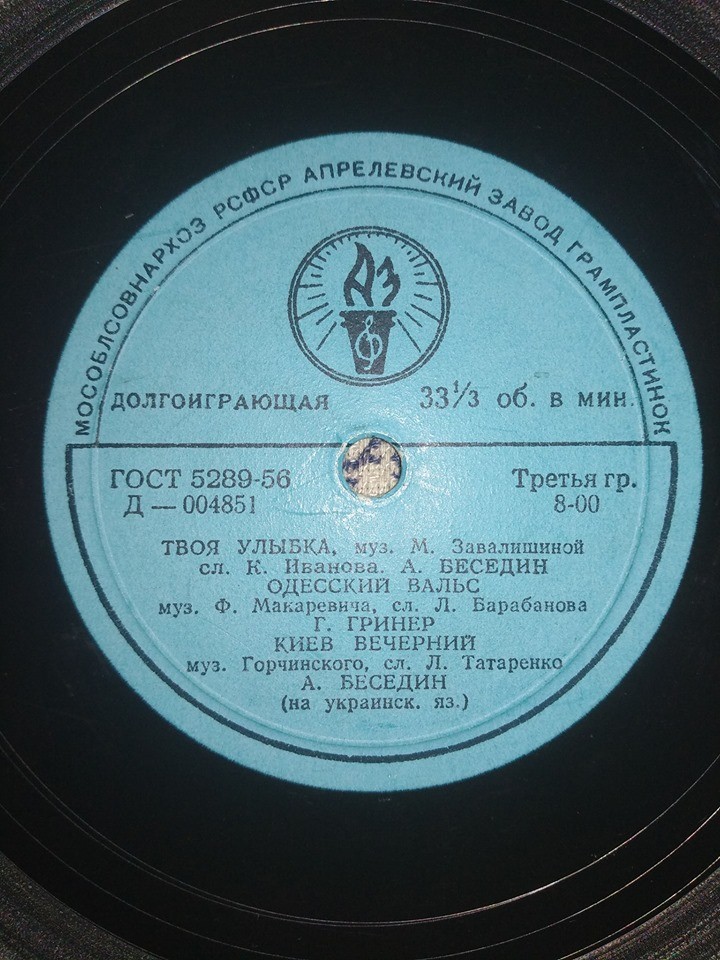 МОСОБЛСОВНАРХОЗ РСФСР АПРЕЛЕВСКИЙ ЗАВОД ГРАМПЛАСТИНОК
АЗ
ДОЛГОИГРАЮЩАЯ 33⅓ об. в мин.
ГОСТ 5289-56 Третья гр.
Д — 004851 8-00
ТВОЯ УЛЫБКА, муз. М. Завалишиной
сл. К. Иванова. А. БЕСЕДИН
ОДЕССКИЙ ВАЛЬС
муз. Ф. Макаревича, сл. Л. Барабанова
Г. ГРИНЕР
КИЕВ ВЕЧЕРНИЙ
муз. Горчинского, сл. Л. Татаренко
А. БЕСЕДИН
(на украинск. яз.)